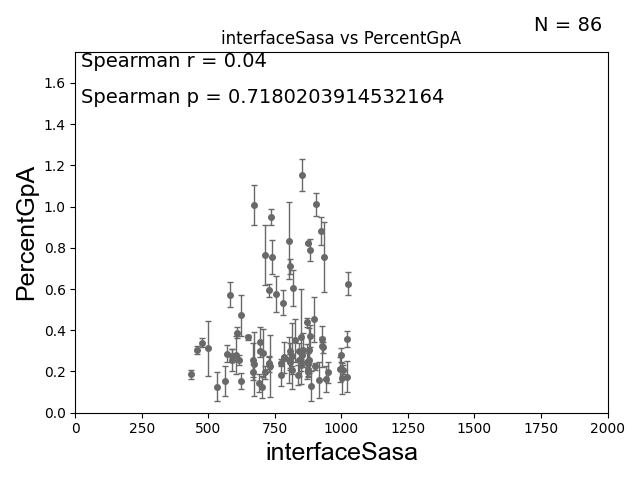 N = 86
interfaceSasa vs PercentGpA
Spearman r = 0.04
Spearman p = 0.7180203914532164
PercentGpA
1.6
1.4
1.2
1.0
0.8
0.6
0.4
0.2
0.0
0 250 500 750 1000 1250 1500 1750 2000
interfaceSasa